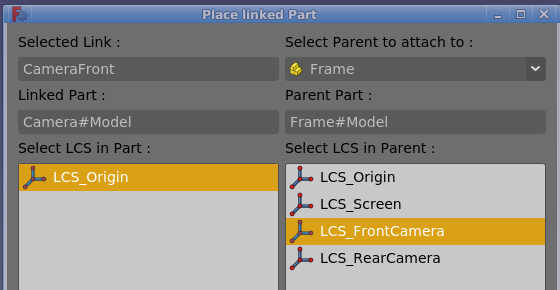 Place linked Part
Selected Link :
Select Parent to attach to :
CameraFront
Frame
Linked Part :
Parent Part :
Camera#Model
Frame#Model
Select LCS in Part :
Select LCS in Parent :
LCS_Origin
LCS_Origin
LCS_Screen
LCS_FrontCamera
LCS_RearCamera